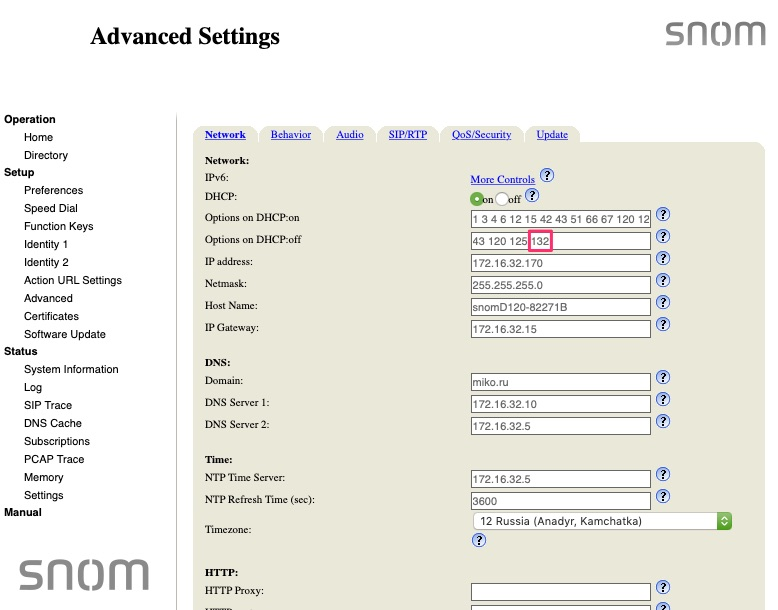 Advanced Settings
snom
Operation
Home
Directory
Setup
Preferences
Speed Dial
Function Keys
Identity 1
Identity 2
Action URL Settings
Advanced
Certificates
Software Update
Status
System Information
Log
SIP Trace
DNS Cache
Subscriptions
PCAP Trace
Memory
Settings
Manual
snom
Network Behavior Audio SIP/RTP QoS/Security Update
Network:
IPv6: More Controls ?
DHCP: on off ?
Options on DHCP:on 1 3 4 6 12 15 42 43 51 66 67 120 12 ?
Options on DHCP:off 43 120 125 132 ?
IP address: 172.16.32.170 ?
Netmask: 255.255.255.0 ?
Host Name: snomD120-82271B ?
IP Gateway: 172.16.32.15 ?
DNS:
Domain: miko.ru ?
DNS Server 1: 172.16.32.10 ?
DNS Server 2: 172.16.32.5 ?
Time:
NTP Time Server: 172.16.32.5 ?
NTP Refresh Time (sec): 3600 ?
Timezone: 12 Russia (Anadyr, Kamchatka)
?
HTTP:
HTTP Proxy: ?